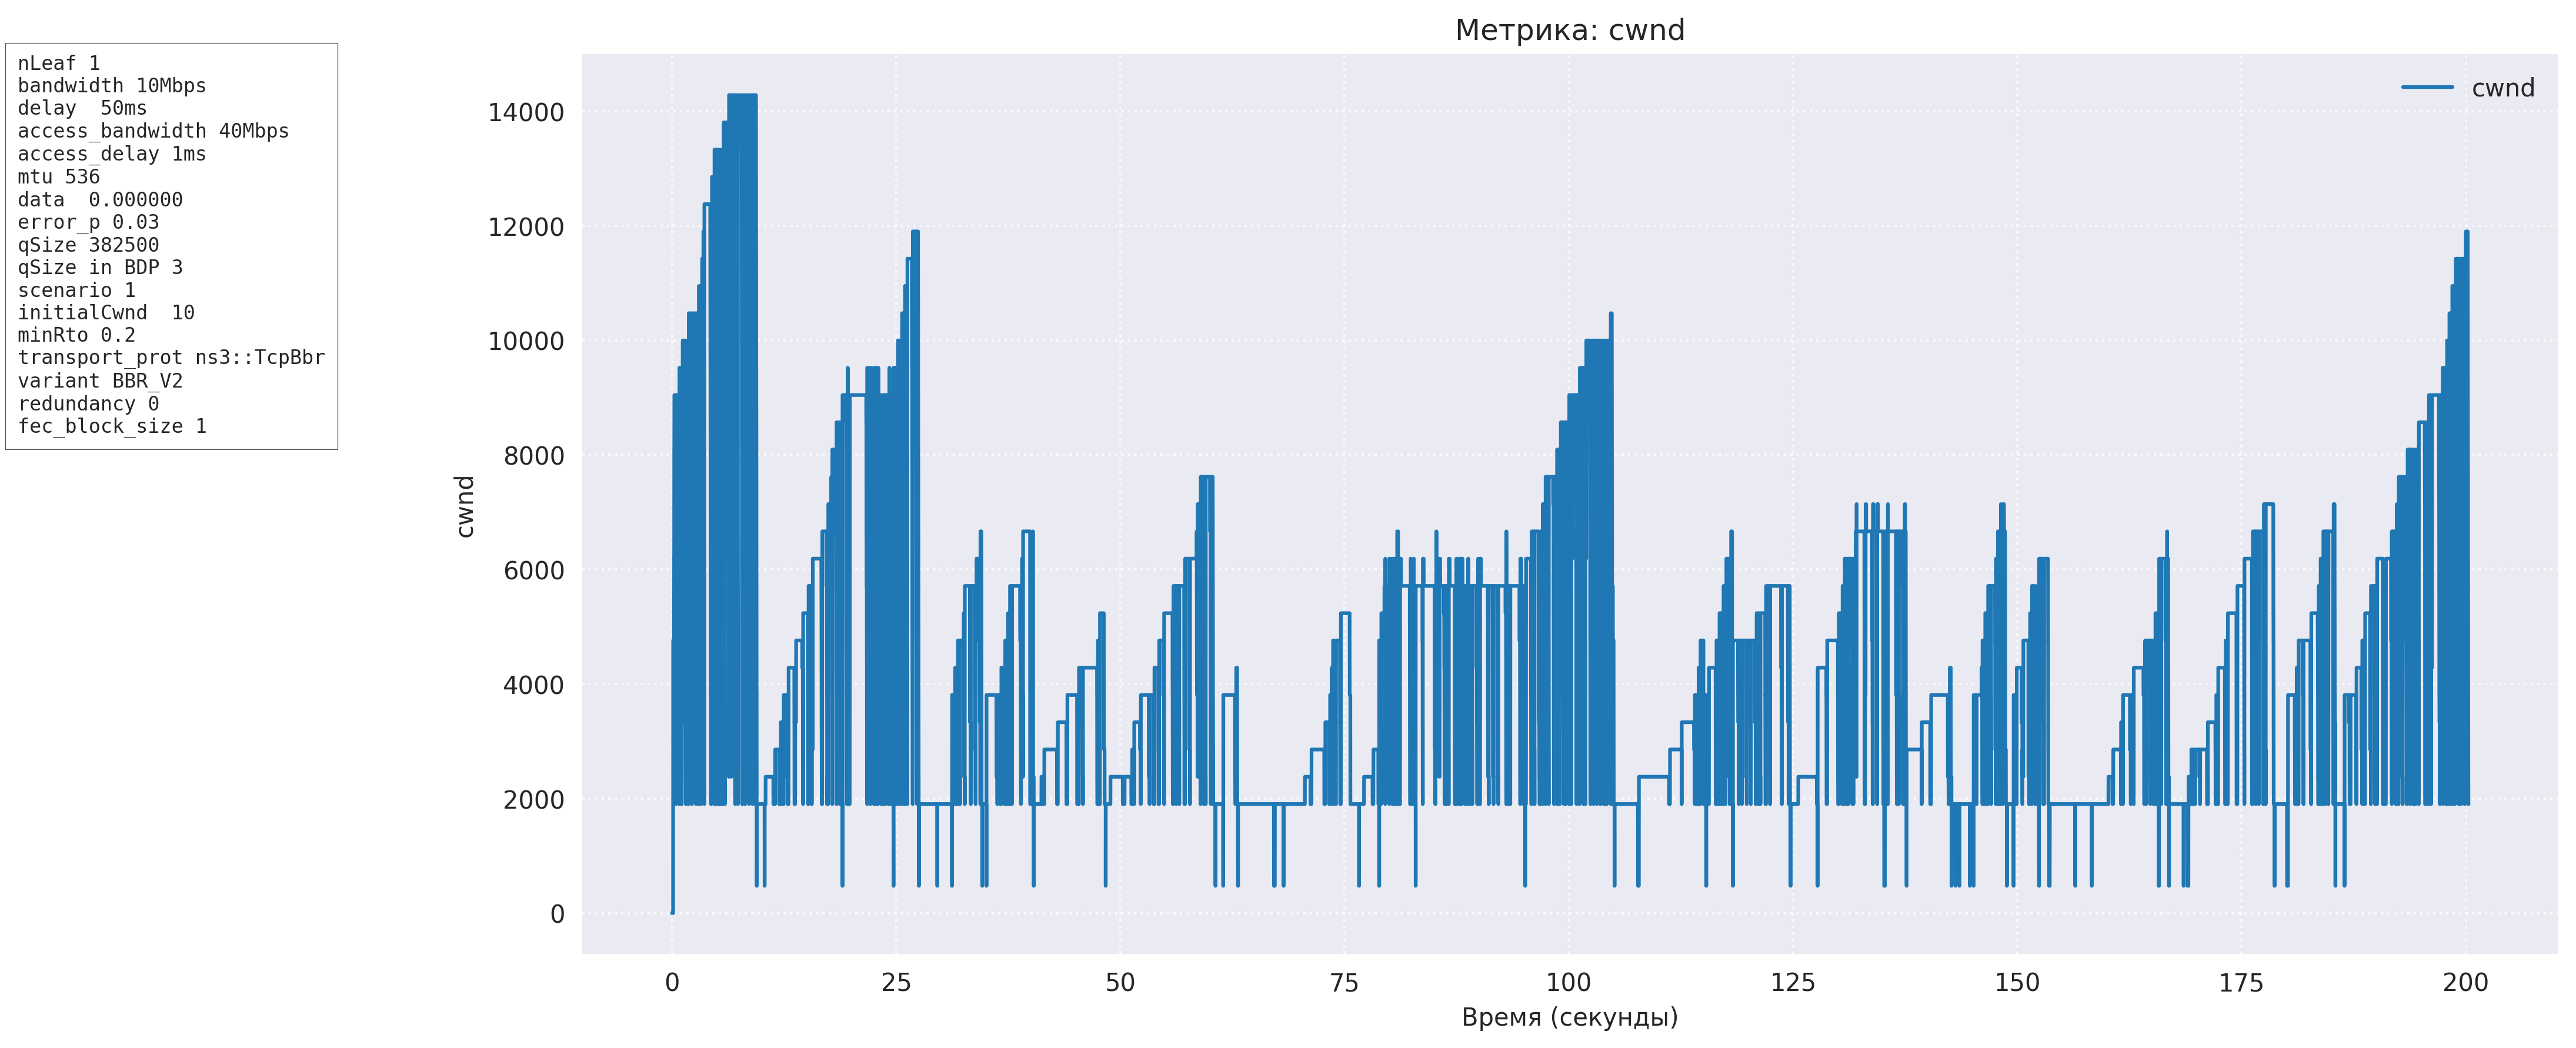 Метрика: cwnd
nLeaf 1
bandwidth 10Mbps
delay  50ms
access_bandwidth 40Mbps
access_delay 1ms
mtu 536
data  0.000000
error_p 0.03
qSize 382500
qSize in BDP 3
scenario 1
initialCwnd  10
minRto 0.2
transport_prot ns3::TcpBbr
variant BBR_V2
redundancy 0
fec_block_size 1
cwnd
14000
12000
10000
8000
6000
4000
2000
0
cwnd
0 25 50 75 100 125 150 175 200
Время (секунды)